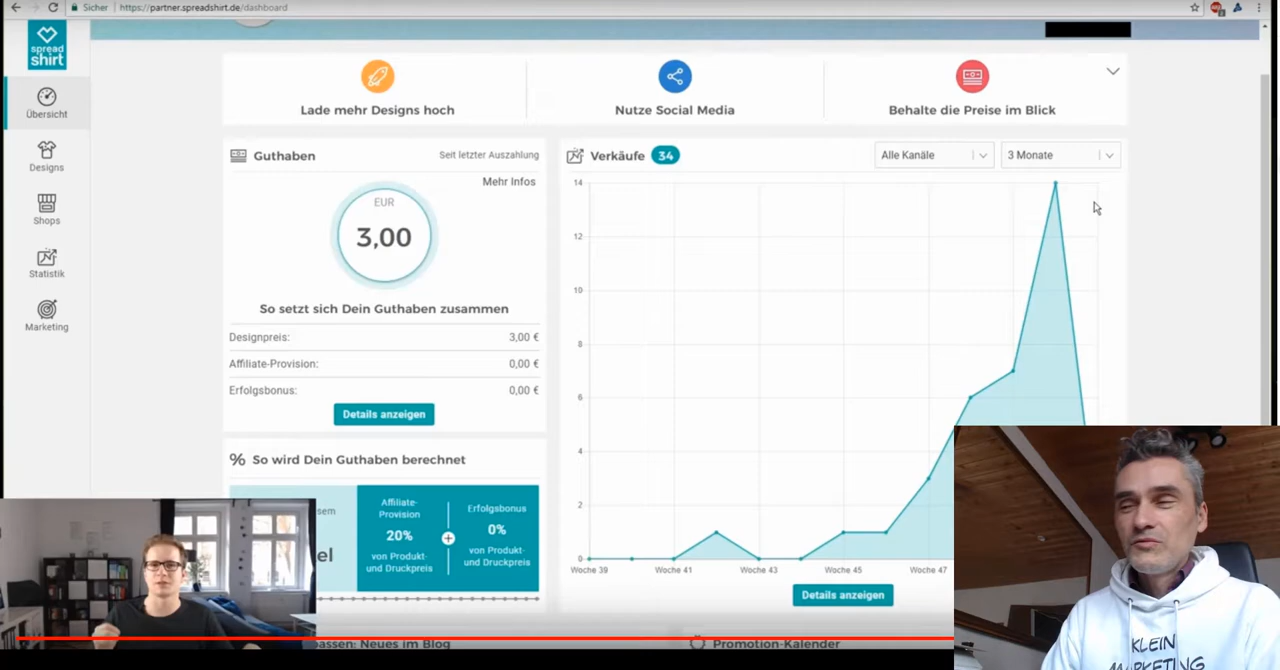 Sicher
https://partner.spreadshirt.de/dashboard
spread
shirt
Übersicht
Designs
Shops
Statistik
Marketing
Lade mehr Designs hoch
Nutze Social Media
Behalte die Preise im Blick
Guthaben
Seit letzter Auszahlung
Mehr Infos
EUR
3,00
So setzt sich Dein Guthaben zusammen
Designpreis: 3,00 €
Affiliate-Provision: 0,00 €
Erfolgsbonus: 0,00 €
Details anzeigen
% So wird Dein Guthaben berechnet
sem
el
Affiliate-
Provision
20%
von Produkt-
und Druckpreis
+
Erfolgsbonus
0%
von Produkt-
und Druckpreis
Verkäufe 34
Alle Kanäle
3 Monate
14
12
10
8
6
4
2
0
Woche 39 Woche 41 Woche 43 Woche 45 Woche 47
Details anzeigen
passen: Neues im Blog
Promotion-Kalender
KLEIN
MARKETING